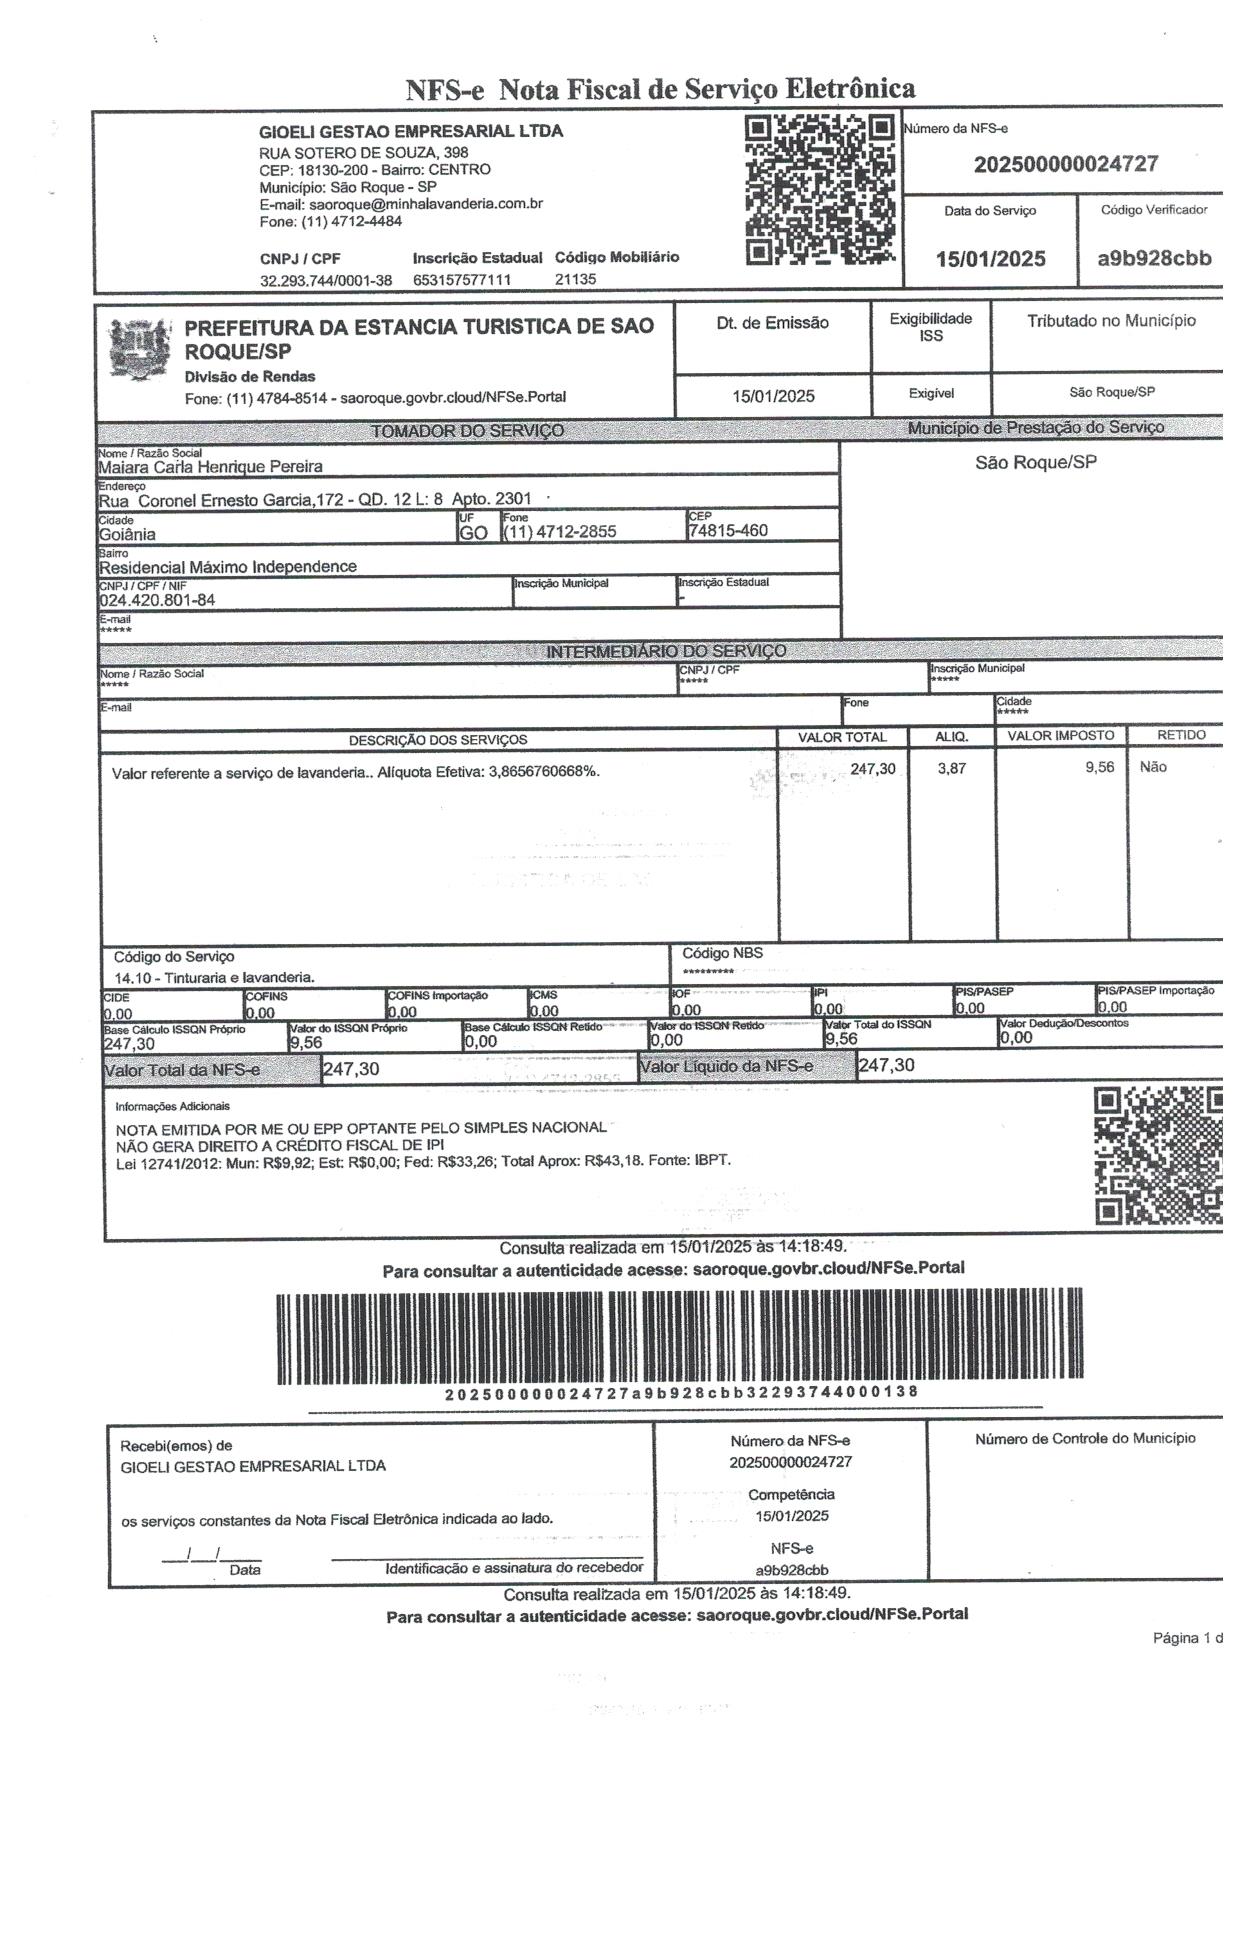 NFS-e Nota Fiscal de Serviço Eletrônica
GIOELI GESTAO EMPRESARIAL LTDA
RUA SOTERO DE SOUZA, 398
CEP: 18130-200 - Bairro: CENTRO
Município: São Roque - SP
E-mail: saoroque@minhalavanderia.com.br
Fone: (11) 4712-4484
CNPJ / CPF Inscrição Estadual Código Mobiliário
32.293.744/0001-38 653157577111 21135
Número da NFS-e
202500000024727
Data do Serviço Código Verificador
15/01/2025 a9b928cbb
PREFEITURA DA ESTANCIA TURISTICA DE SAO
ROQUE/SP
Divisão de Rendas
Fone: (11) 4784-8514 - saoroque.govbr.cloud/NFSe.Portal
Dt. de Emissão
15/01/2025
Exigibilidade
ISS
Exigível
Tributado no Município
São Roque/SP
TOMADOR DO SERVIÇO Município de Prestação do Serviço
Nome / Razão Social
Maiara Carla Henrique Pereira
São Roque/SP
Endereço
Rua Coronel Ernesto Garcia,172 - QD. 12 L: 8 Apto. 2301
Cidade UF Fone CEP
Goiânia GO (11) 4712-2855 74815-460
Bairro
Residencial Máximo Independence
CNPJ / CPF / NIF Inscrição Municipal Inscrição Estadual
024.420.801-84 -
E-mail
*****
INTERMEDIÁRIO DO SERVIÇO
Nome / Razão Social CNPJ / CPF Inscrição Municipal
***** ***** *****
E-mail Fone Cidade
*****
DESCRIÇÃO DOS SERVIÇOS VALOR TOTAL ALIQ. VALOR IMPOSTO RETIDO
Valor referente a serviço de lavanderia.. Alíquota Efetiva: 3,8656760668%. 247,30 3,87 9,56 Não
Código do Serviço Código NBS
14.10 - Tinturaria e lavanderia. *********
CIDE COFINS COFINS Importação ICMS IOF IPI PIS/PASEP PIS/PASEP Importação
0,00 0,00 0,00 0,00 0,00 0,00 0,00 0,00
Base Cálculo ISSQN Próprio Valor do ISSQN Próprio Base Cálculo ISSQN Retido Valor do ISSQN Retido Valor Total do ISSQN Valor Dedução/Descontos
247,30 9,56 0,00 0,00 9,56 0,00
Valor Total da NFS-e 247,30 Valor Líquido da NFS-e 247,30
Informações Adicionais
NOTA EMITIDA POR ME OU EPP OPTANTE PELO SIMPLES NACIONAL
NÃO GERA DIREITO A CRÉDITO FISCAL DE IPI
Lei 12741/2012: Mun: R$9,92; Est: R$0,00; Fed: R$33,26; Total Aprox: R$43,18. Fonte: IBPT.
Consulta realizada em 15/01/2025 às 14:18:49.
Para consultar a autenticidade acesse: saoroque.govbr.cloud/NFSe.Portal
202500000024727a9b928cbb32293744000138
Recebi(emos) de
GIOELI GESTAO EMPRESARIAL LTDA
os serviços constantes da Nota Fiscal Eletrônica indicada ao lado.
___/___/_____
Data Identificação e assinatura do recebedor
Número da NFS-e
202500000024727
Competência
15/01/2025
NFS-e
a9b928cbb
Número de Controle do Município
Consulta realizada em 15/01/2025 às 14:18:49.
Para consultar a autenticidade acesse: saoroque.govbr.cloud/NFSe.Portal
Página 1 d